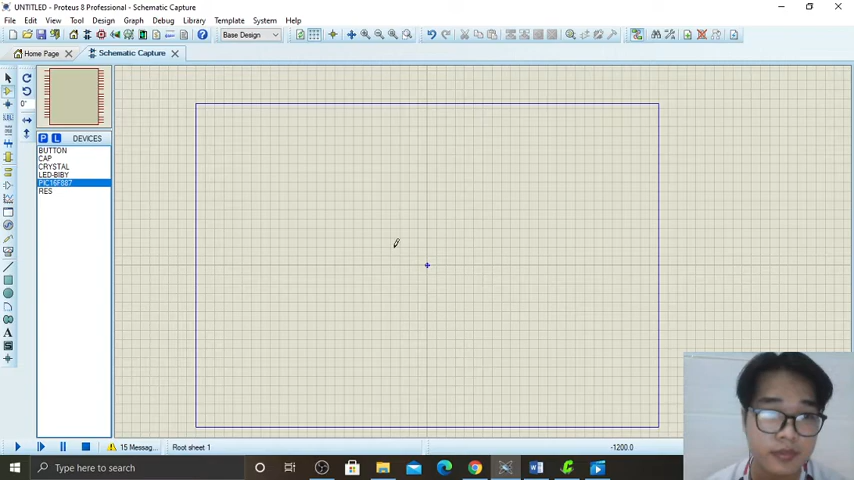 UNTITLED - Proteus 8 Professional - Schematic Capture
File Edit View Tool Design Graph Debug Library Template System Help
Base Design
Home Page
Schematic Capture
0°
P L DEVICES
BUTTON
CAP
CRYSTAL
LED-BIBY
PIC16F887
RES
A
15 Messag...
Root sheet 1
-1200.0
Type here to search